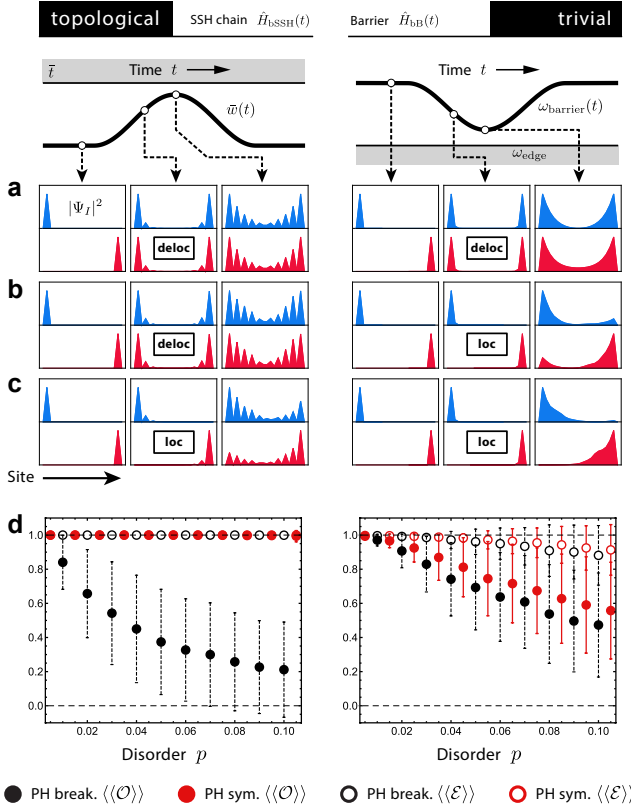 topological SSH chain Ĥ_bSSH(t) Barrier Ĥ_bB(t) trivial
t̄ Time t Time t
w̄(t) ω_barrier(t)
ω_edge
a
|Ψ_I|²
deloc deloc
b
deloc loc
c
loc loc
Site
d
1.0 1.0
0.8 0.8
0.6 0.6
0.4 0.4
0.2 0.2
0.0 0.0
0.02 0.04 0.06 0.08 0.10 0.02 0.04 0.06 0.08 0.10
Disorder p Disorder p
PH break. ⟨⟨𝒪⟩⟩ PH sym. ⟨⟨𝒪⟩⟩ PH break. ⟨⟨ℰ⟩⟩ PH sym. ⟨⟨ℰ⟩⟩